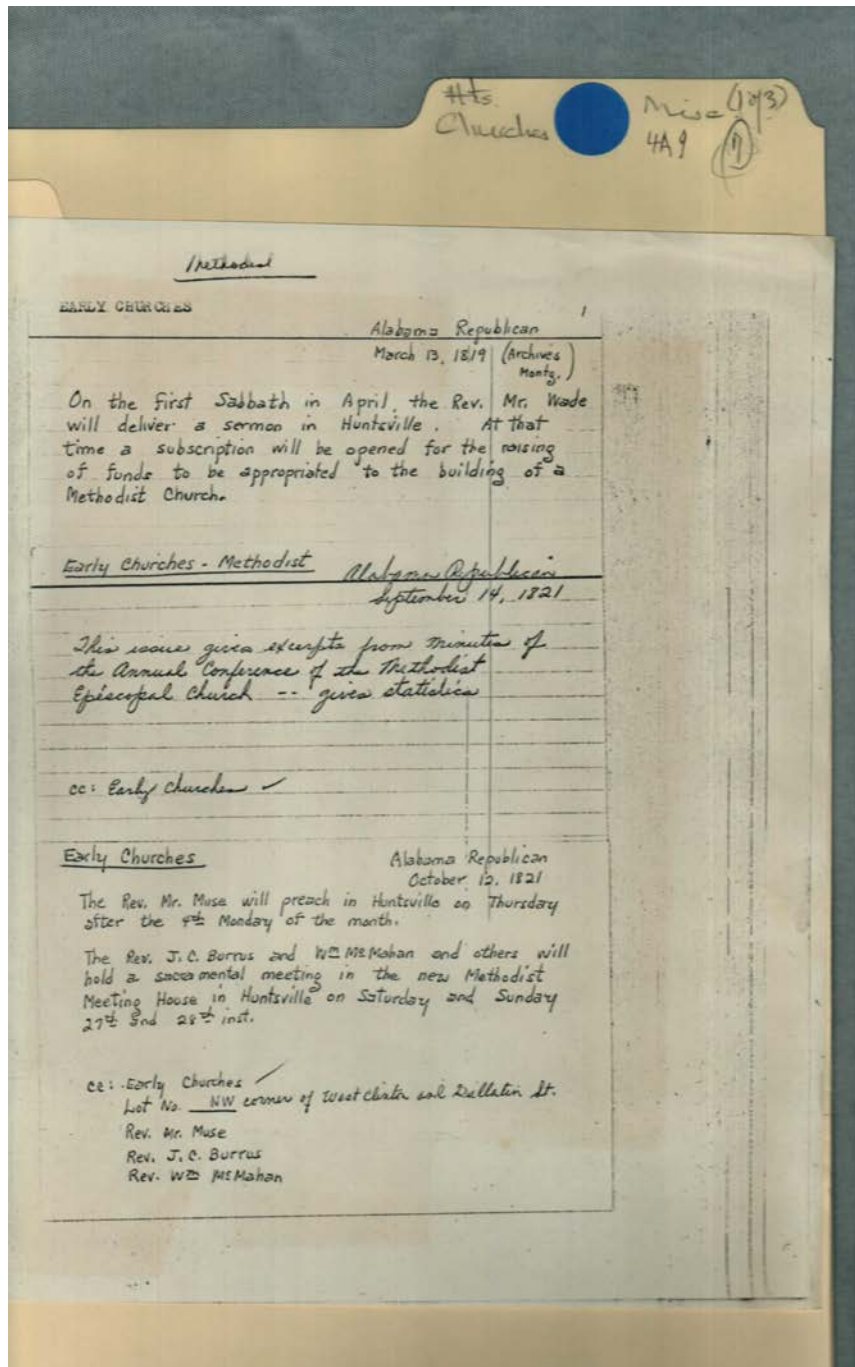 Hts.
Churches
Misc (1 of 3)
4A9
Methodist
EARLY CHURCHES
1
Alabama Republican
March 13, 1819 (Archives
Montg.)
On the first Sabbath in April, the Rev. Mr. Wade
will deliver a sermon in Huntsville. At that
time a subscription will be opened for the raising
of funds to be appropriated to the building of a
Methodist Church.
Early Churches - Methodist
Alabama Republican
September 14, 1821
This issue gives excerpts from minutes of
the Annual Conference of the Methodist
Episcopal Church -- gives statistics
cc: Early Churches ✓
Early Churches
Alabama Republican
October 12, 1821
The Rev. Mr. Muse will preach in Huntsville on Thursday
after the 4th Monday of the month.
The Rev. J. C. Burrus and Wm McMahan and others will
hold a sacramental meeting in the new Methodist
Meeting House in Huntsville on Saturday and Sunday
27th and 28th inst.
cc: Early Churches ✓
Lot No. NW corner of West Clinton and Gallatin St.
Rev. Mr. Muse
Rev. J. C. Burrus
Rev. Wm McMahan